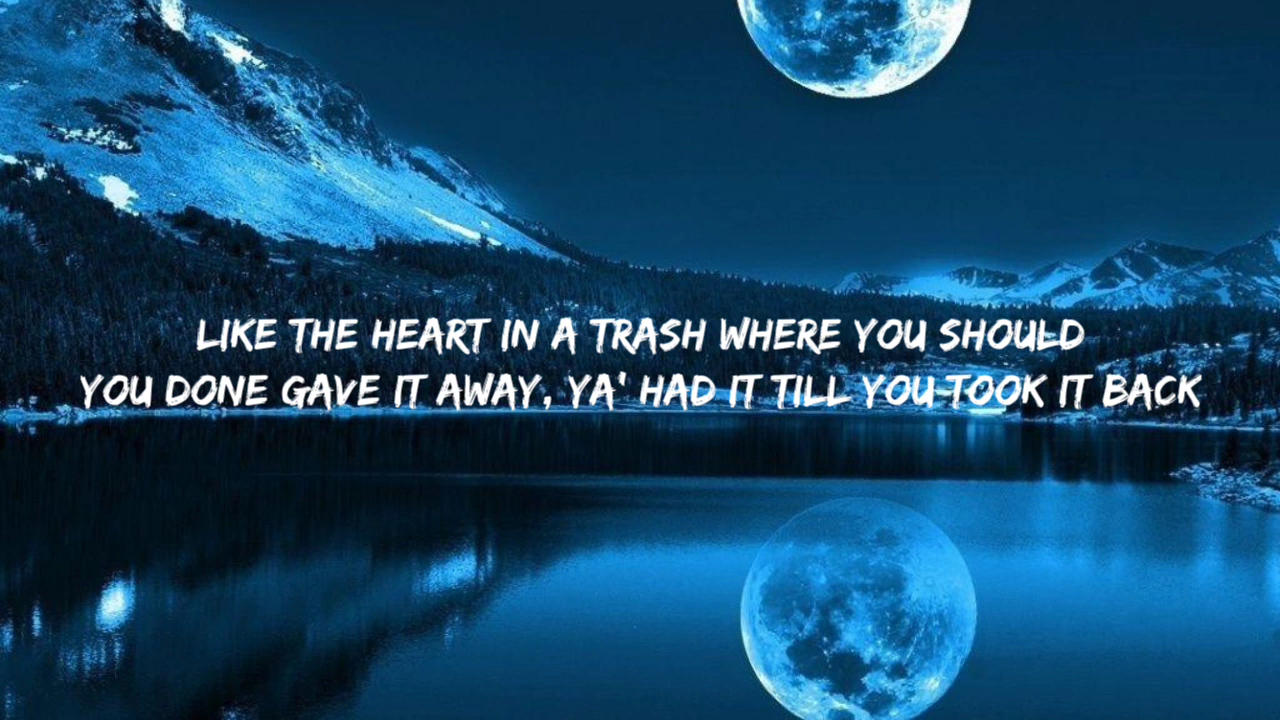 LIKE THE HEART IN A TRASH WHERE YOU SHOULD
YOU DONE GAVE IT AWAY, YA' HAD IT TILL YOU TOOK IT BACK